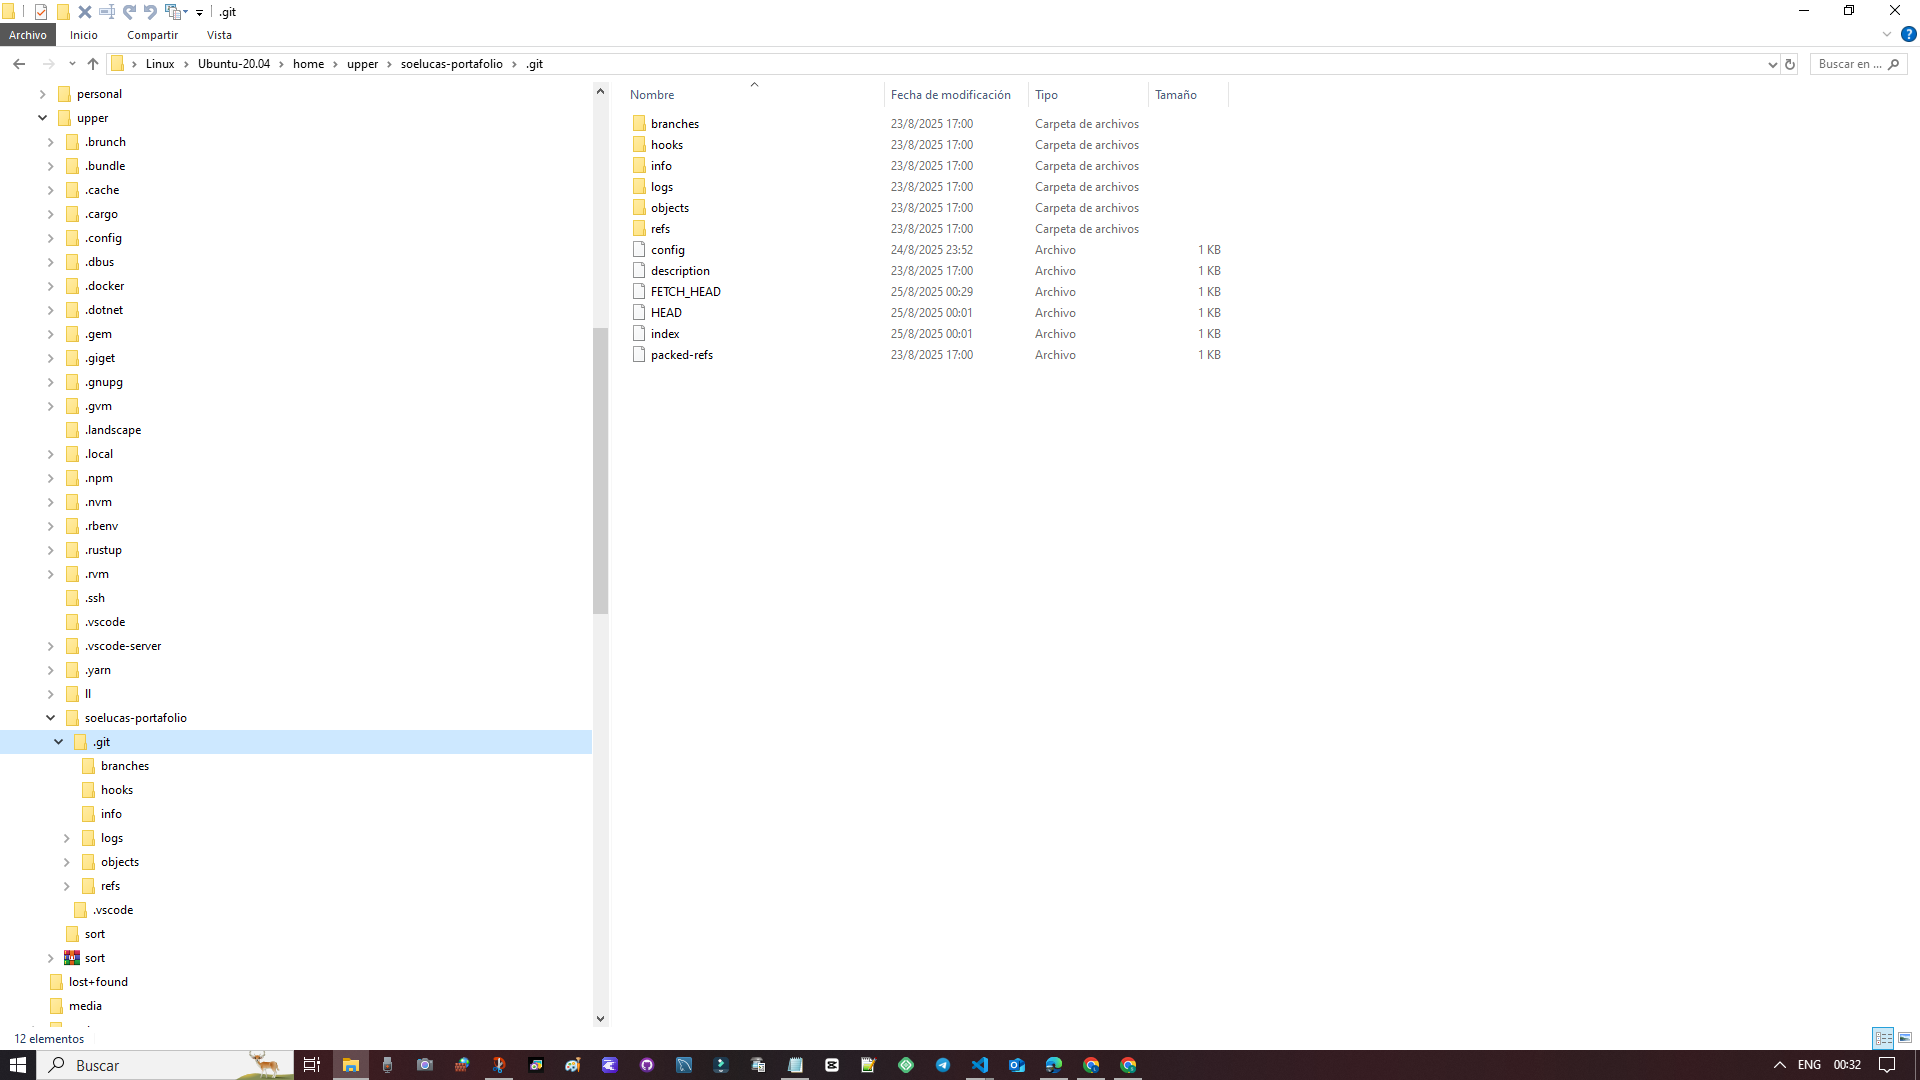 .git
Archivo Inicio Compartir Vista
Linux Ubuntu-20.04 home upper soelucas-portafolio .git
Buscar en ...
personal
upper
.brunch
.bundle
.cache
.cargo
.config
.dbus
.docker
.dotnet
.gem
.giget
.gnupg
.gvm
.landscape
.local
.npm
.nvm
.rbenv
.rustup
.rvm
.ssh
.vscode
.vscode-server
.yarn
ll
soelucas-portafolio
.git
branches
hooks
info
logs
objects
refs
.vscode
sort
sort
lost+found
media
Nombre Fecha de modificación Tipo Tamaño
branches 23/8/2025 17:00 Carpeta de archivos
hooks 23/8/2025 17:00 Carpeta de archivos
info 23/8/2025 17:00 Carpeta de archivos
logs 23/8/2025 17:00 Carpeta de archivos
objects 23/8/2025 17:00 Carpeta de archivos
refs 23/8/2025 17:00 Carpeta de archivos
config 24/8/2025 23:52 Archivo 1 KB
description 23/8/2025 17:00 Archivo 1 KB
FETCH_HEAD 25/8/2025 00:29 Archivo 1 KB
HEAD 25/8/2025 00:01 Archivo 1 KB
index 25/8/2025 00:01 Archivo 1 KB
packed-refs 23/8/2025 17:00 Archivo 1 KB
12 elementos
Buscar
ENG 00:32